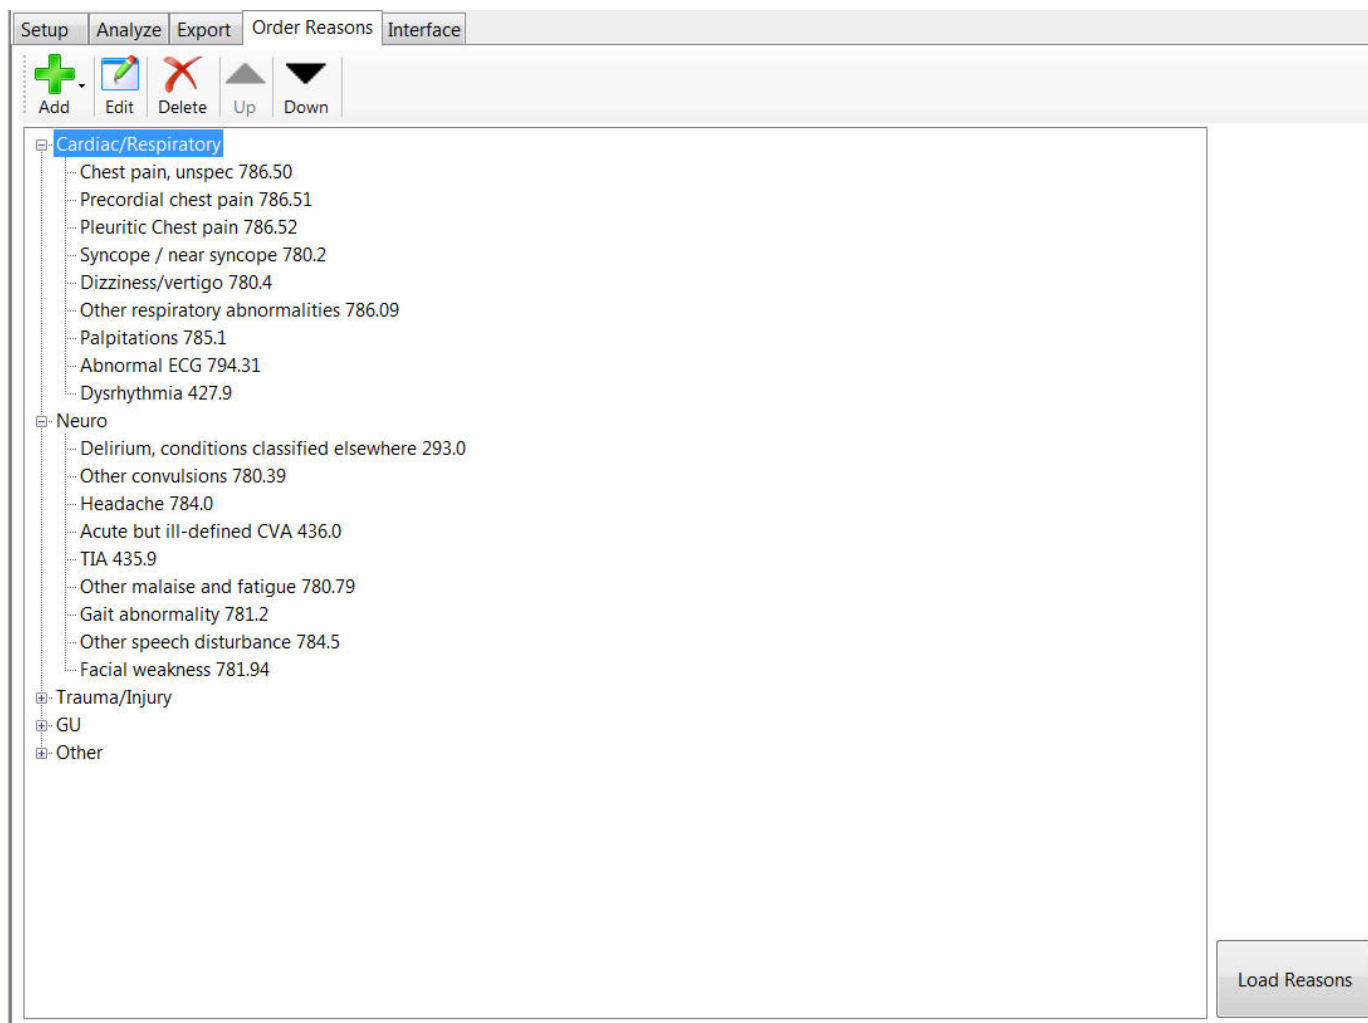 Setup Analyze Export Order Reasons Interface
Add Edit Delete Up Down
Cardiac/Respiratory
Chest pain, unspec 786.50
Precordial chest pain 786.51
Pleuritic Chest pain 786.52
Syncope / near syncope 780.2
Dizziness/vertigo 780.4
Other respiratory abnormalities 786.09
Palpitations 785.1
Abnormal ECG 794.31
Dysrhythmia 427.9
Neuro
Delirium, conditions classified elsewhere 293.0
Other convulsions 780.39
Headache 784.0
Acute but ill-defined CVA 436.0
TIA 435.9
Other malaise and fatigue 780.79
Gait abnormality 781.2
Other speech disturbance 784.5
Facial weakness 781.94
Trauma/Injury
GU
Other
Load Reasons